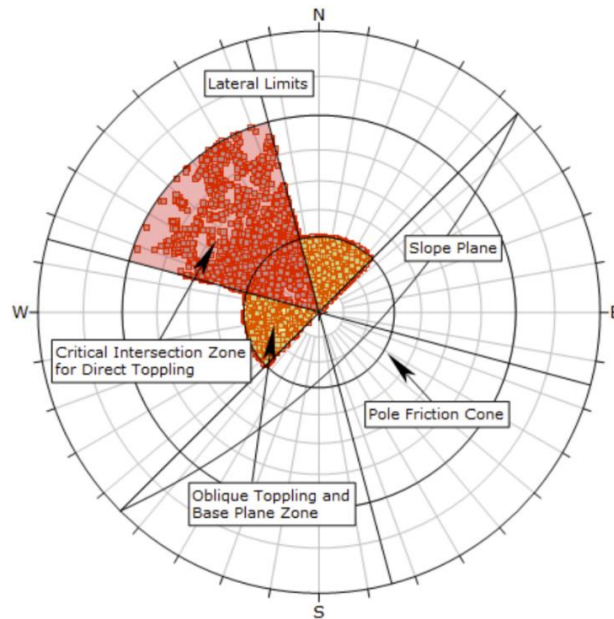 N
Lateral Limits
Slope Plane
W
E
Critical Intersection Zone
for Direct Toppling
Pole Friction Cone
Oblique Toppling and
Base Plane Zone
S